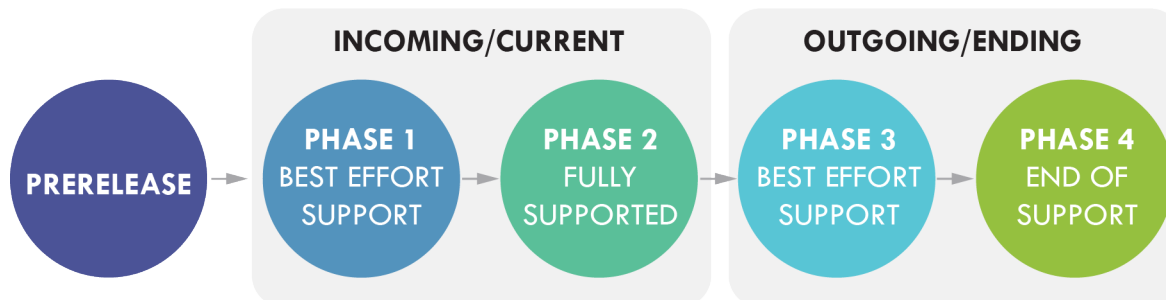 INCOMING/CURRENT
OUTGOING/ENDING
PRERELEASE
PHASE 1
BEST EFFORT
SUPPORT
PHASE 2
FULLY
SUPPORTED
PHASE 3
BEST EFFORT
SUPPORT
PHASE 4
END OF
SUPPORT